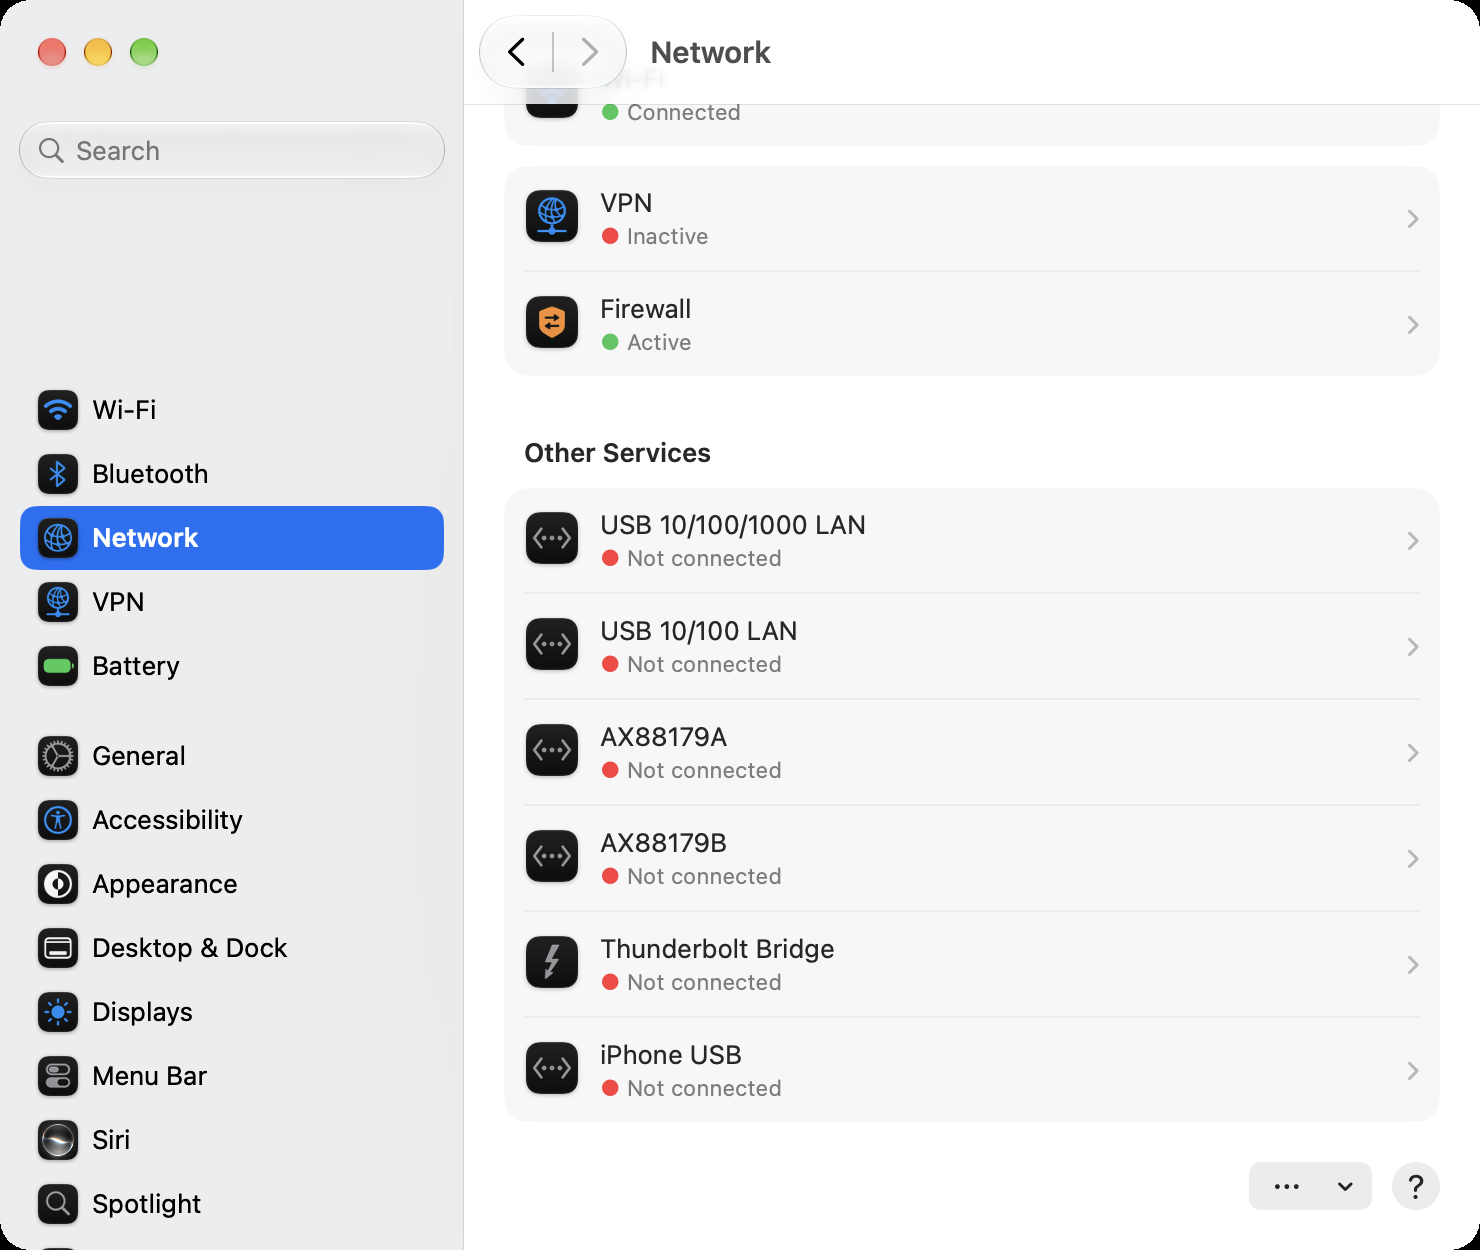 Search
Wi-Fi
Bluetooth
Network
VPN
Battery
General
Accessibility
Appearance
Desktop & Dock
Displays
Menu Bar
Siri
Spotlight
Network
Wi-Fi
Connected
VPN
Inactive
Firewall
Active
Other Services
USB 10/100/1000 LAN
Not connected
USB 10/100 LAN
Not connected
AX88179A
Not connected
AX88179B
Not connected
Thunderbolt Bridge
Not connected
iPhone USB
Not connected
?